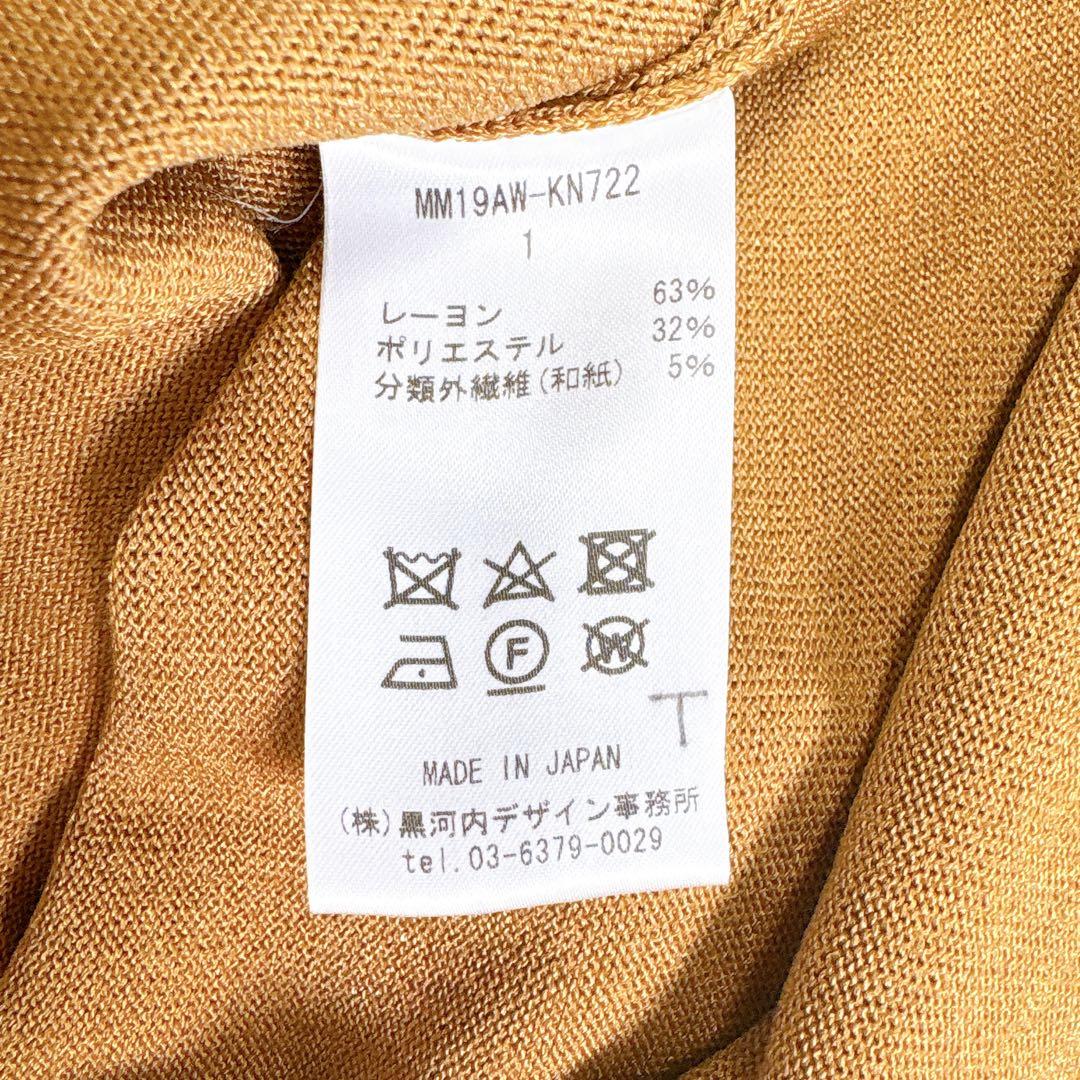 MM19AW-KN722
1
レーヨン 63%
ポリエステル 32%
分類外繊維(和紙) 5%
F
W
T
MADE IN JAPAN
(株)黒河内デザイン事務所
tel.03-6379-0029